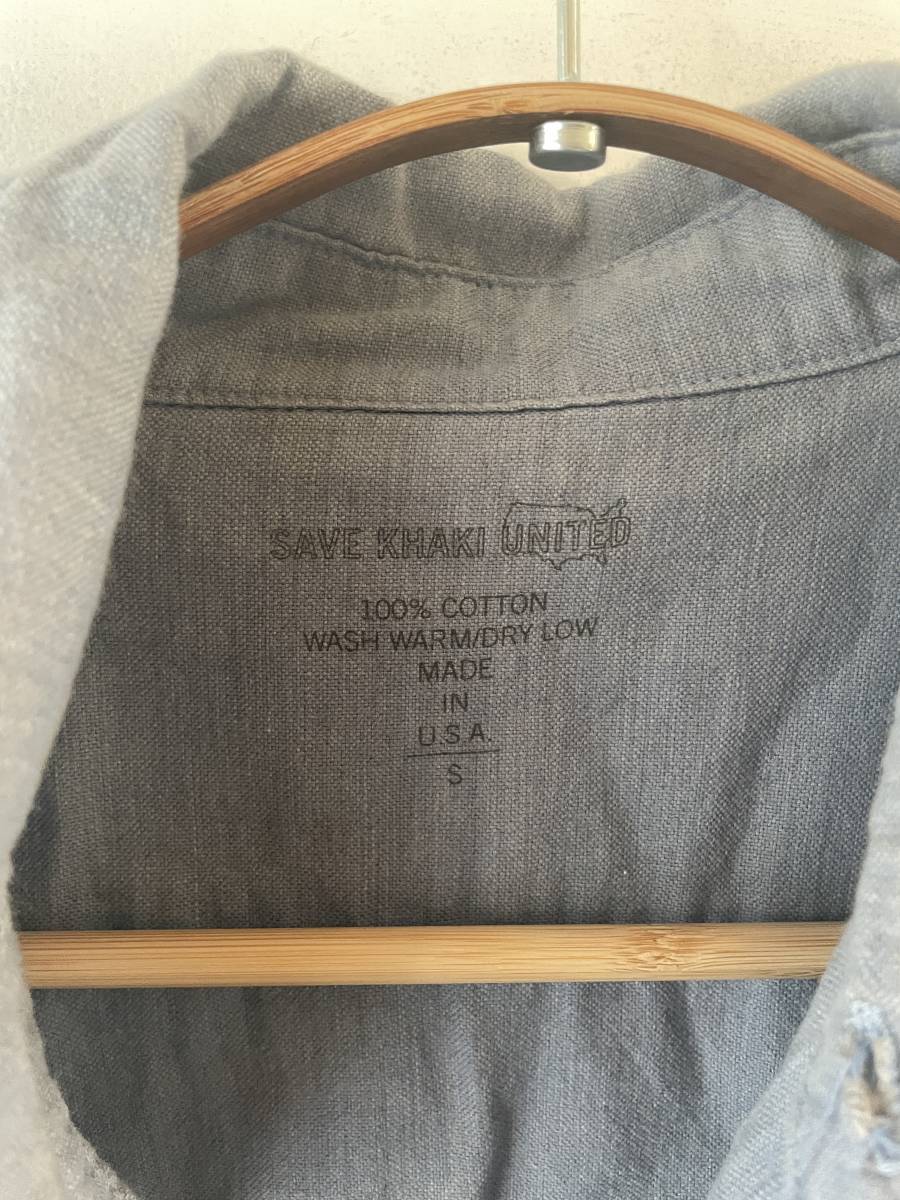 SAVE KHAKI UNITED
100% COTTON
WASH WARM/DRY LOW
MADE
IN
U.S.A.
S